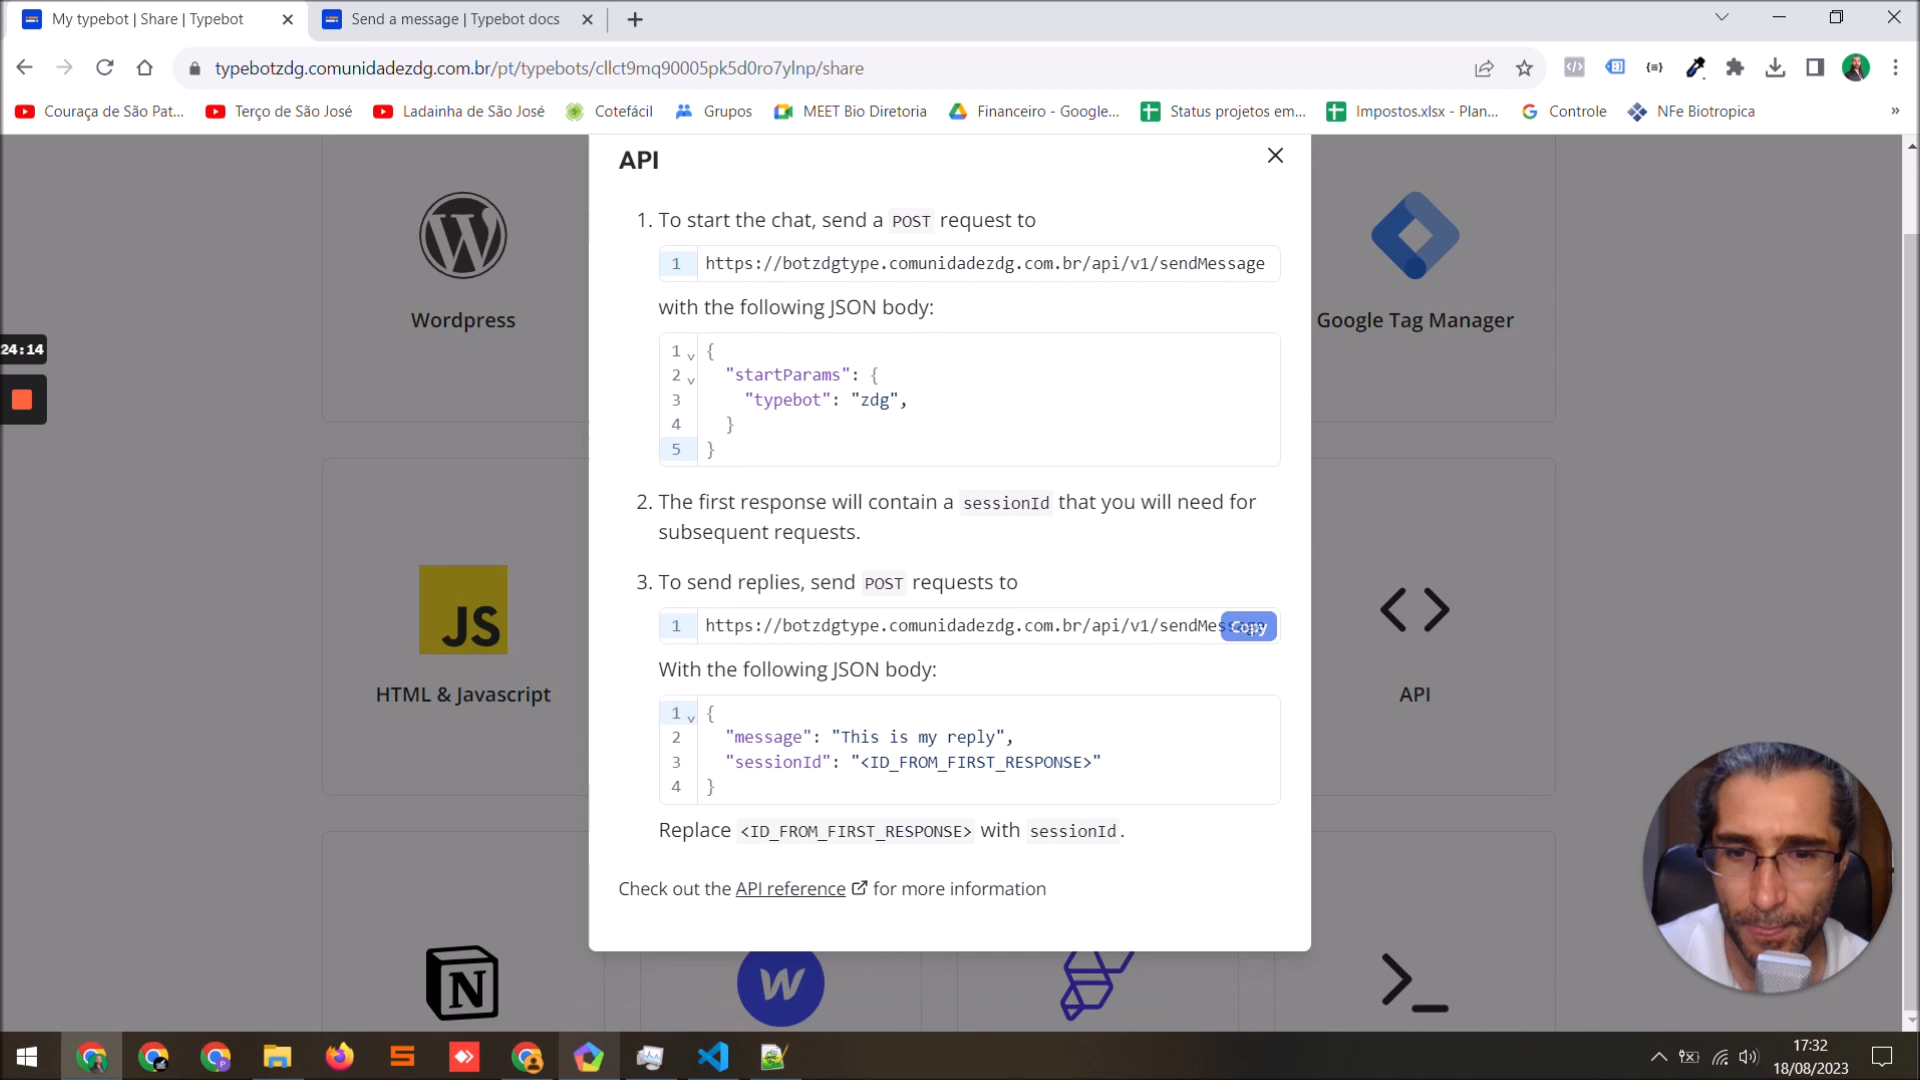 My typebot | Share | Typebot
Send a message | Typebot docs
typebotzdg.comunidadezdg.com.br/pt/typebots/cllct9mq90005pk5d0ro7ylnp/share
Couraça de São Pat...
Terço de São José
Ladainha de São José
Cotefácil
Grupos
MEET Bio Diretoria
Financeiro - Google...
Status projetos em...
Impostos.xlsx - Plan...
Controle
NFe Biotropica
»
API
1. To start the chat, send a POST request to
1 https://botzdgtype.comunidadezdg.com.br/api/v1/sendMessage
with the following JSON body:
1 {
2 "startParams": {
3 "typebot": "zdg",
4 }
5 }
2. The first response will contain a sessionId that you will need for
subsequent requests.
3. To send replies, send POST requests to
1 https://botzdgtype.comunidadezdg.com.br/api/v1/sendMessage
Copy
With the following JSON body:
1 {
2 "message": "This is my reply",
3 "sessionId": "<ID_FROM_FIRST_RESPONSE>"
4 }
Replace <ID_FROM_FIRST_RESPONSE> with sessionId.
Check out the API reference for more information
Wordpress
Google Tag Manager
24:14
JS
HTML & Javascript
API
N
W
17:32
18/08/2023